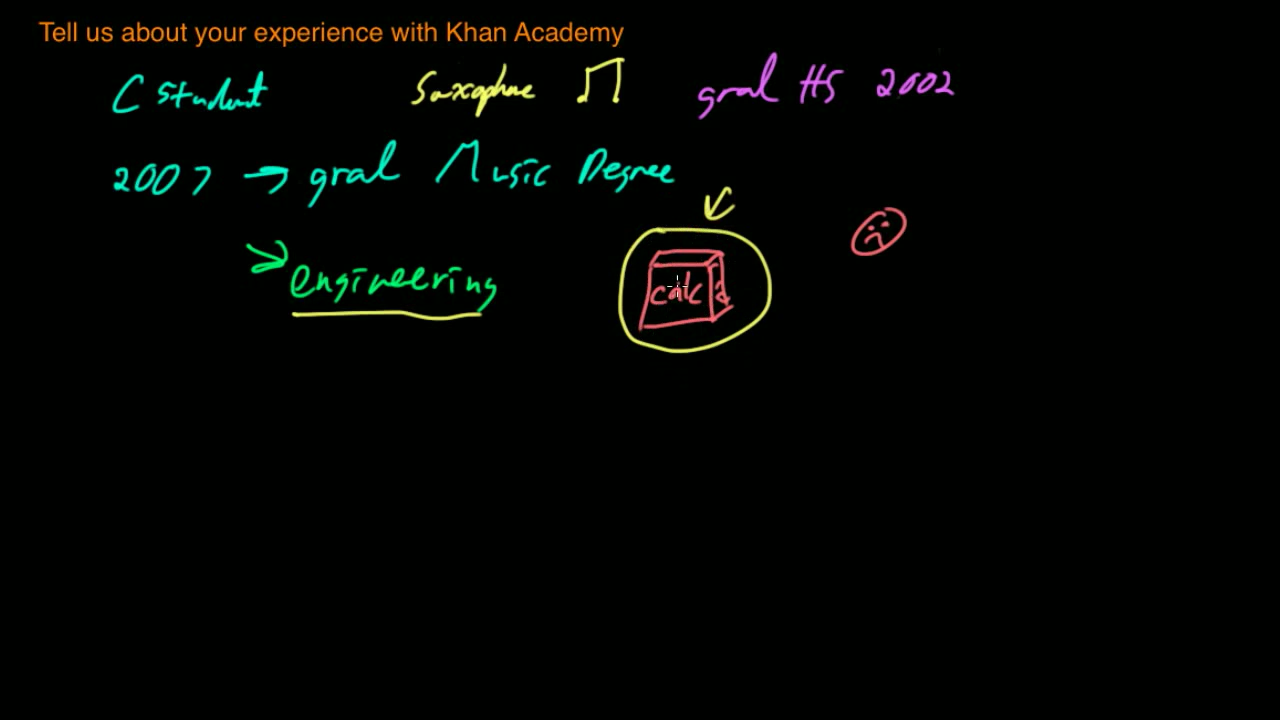 Tell us about your experience with Khan Academy
C student Saxophone grad HS 2002
2007 → grad Music Degree
engineering calc